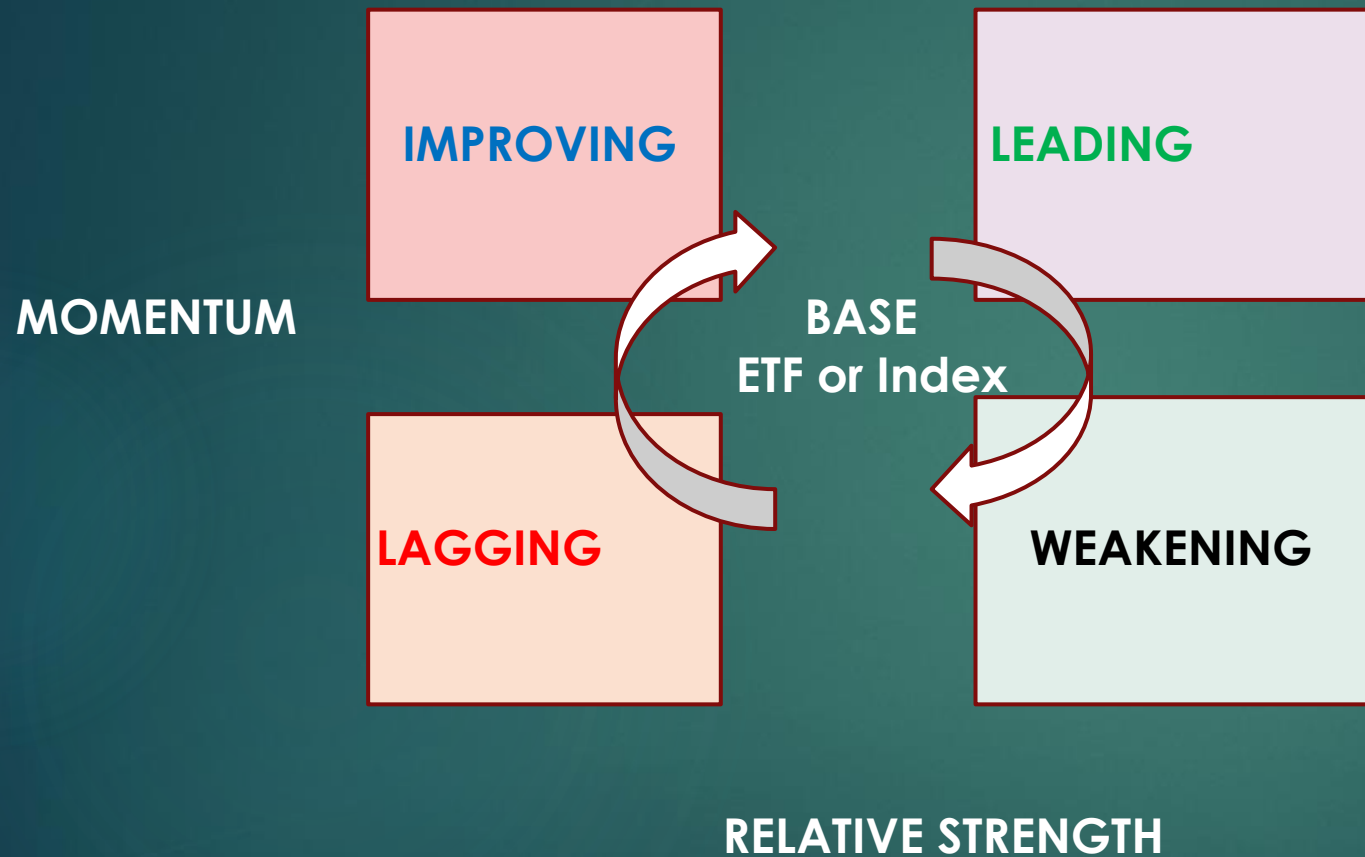 IMPROVING
LEADING
MOMENTUM
BASE
ETF or Index
LAGGING
WEAKENING
RELATIVE STRENGTH